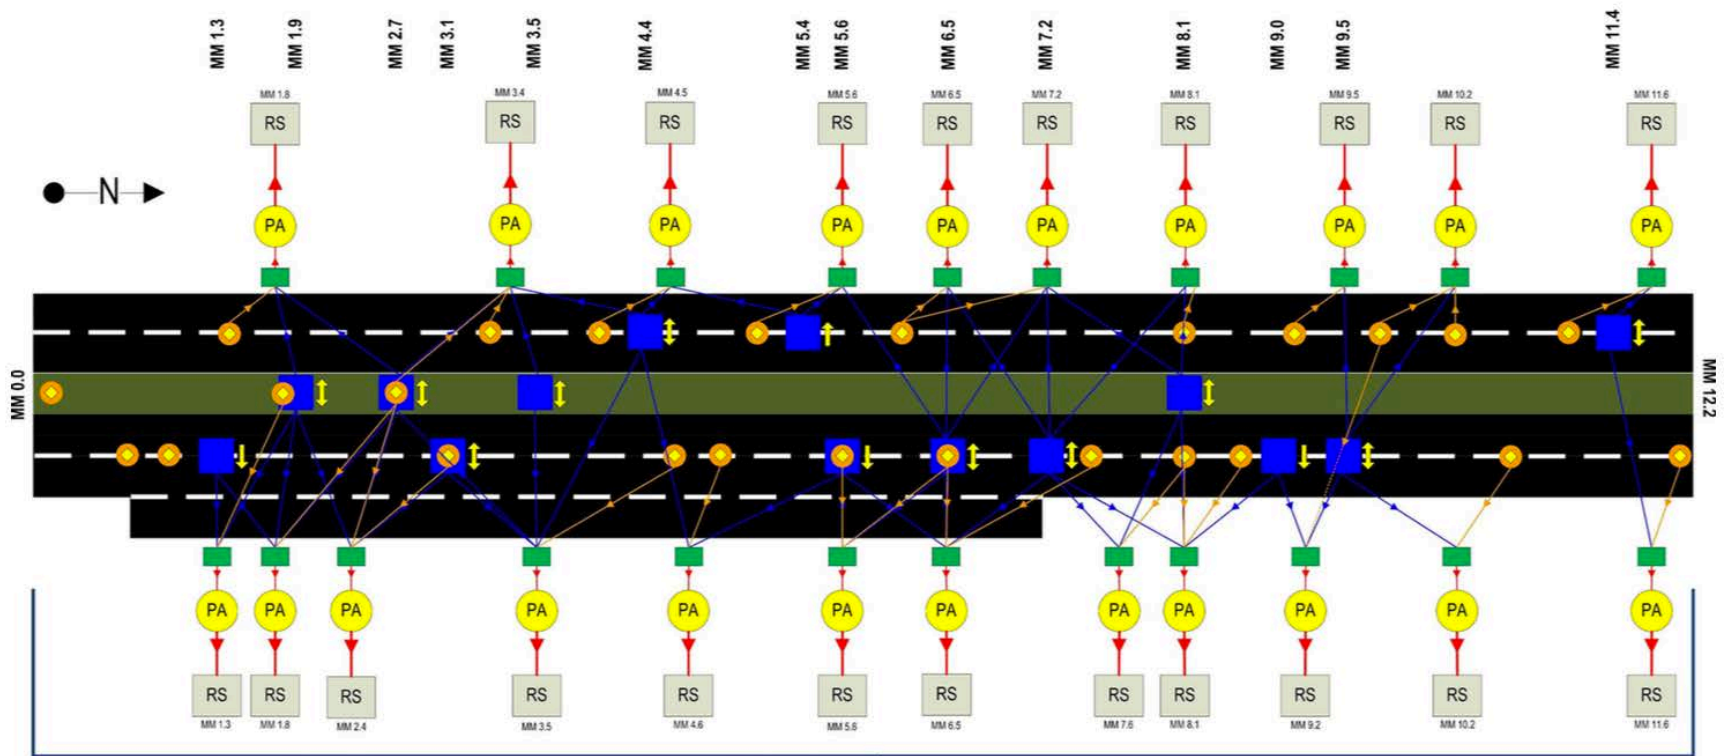 MM 1.3 MM 1.9 MM 2.7 MM 3.1 MM 3.5 MM 4.4 MM 5.4 MM 5.6 MM 6.5 MM 7.2 MM 8.1 MM 9.0 MM 9.5 MM 11.4
MM 1.8 MM 3.4 MM 4.5 MM 5.6 MM 6.5 MM 7.2 MM 8.1 MM 9.5 MM 10.2 MM 11.6
RS RS RS RS RS RS RS RS RS RS
N
PA PA PA PA PA PA PA PA PA PA
MM 0.0
MM 12.2
PA PA PA PA PA PA PA PA PA PA PA PA
RS RS RS RS RS RS RS RS RS RS RS RS
MM 1.3 MM 1.8 MM 2.4 MM 3.5 MM 4.6 MM 5.6 MM 6.5 MM 7.6 MM 8.1 MM 9.2 MM 10.2 MM 11.6